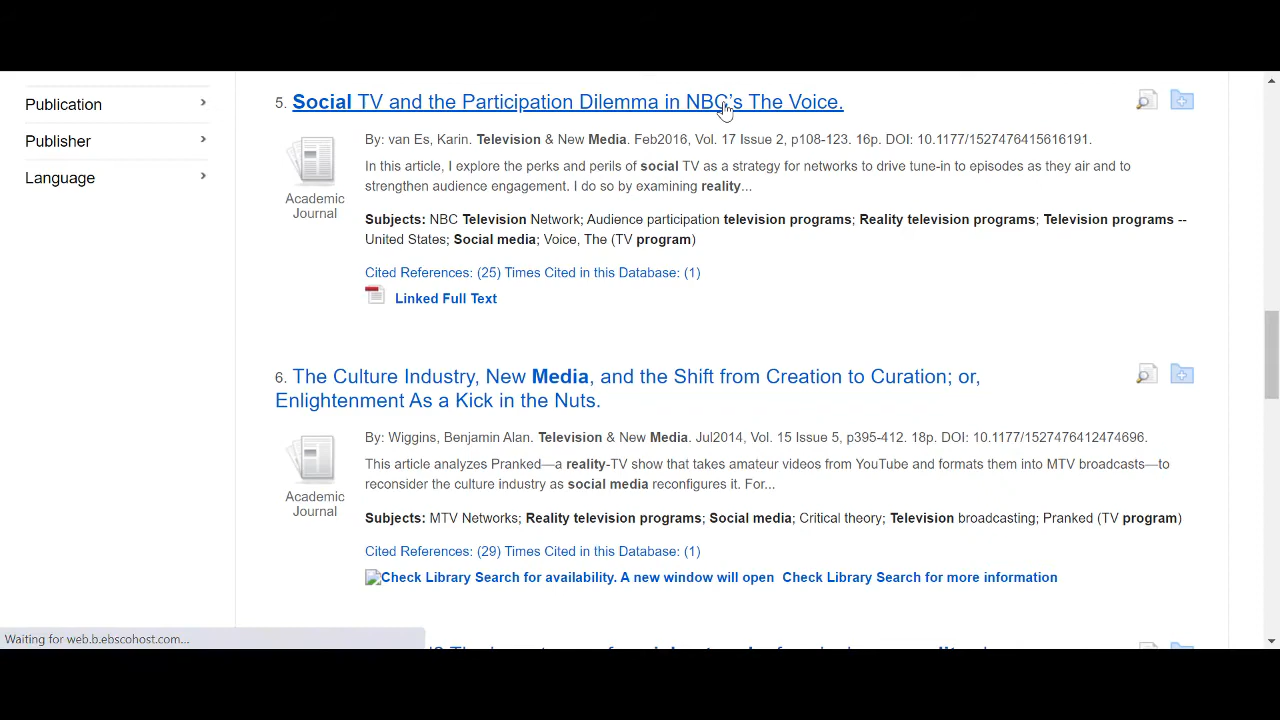 Publication
Publisher
Language
5. Social TV and the Participation Dilemma in NBC's The Voice.
By: van Es, Karin. Television & New Media. Feb2016, Vol. 17 Issue 2, p108-123. 16p. DOI: 10.1177/1527476415616191.
In this article, I explore the perks and perils of social TV as a strategy for networks to drive tune-in to episodes as they air and to
strengthen audience engagement. I do so by examining reality...
Academic
Journal
Subjects: NBC Television Network; Audience participation television programs; Reality television programs; Television programs --
United States; Social media; Voice, The (TV program)
Cited References: (25) Times Cited in this Database: (1)
Linked Full Text
6. The Culture Industry, New Media, and the Shift from Creation to Curation; or,
Enlightenment As a Kick in the Nuts.
By: Wiggins, Benjamin Alan. Television & New Media. Jul2014, Vol. 15 Issue 5, p395-412. 18p. DOI: 10.1177/1527476412474696.
This article analyzes Pranked—a reality-TV show that takes amateur videos from YouTube and formats them into MTV broadcasts—to
reconsider the culture industry as social media reconfigures it. For...
Academic
Journal
Subjects: MTV Networks; Reality television programs; Social media; Critical theory; Television broadcasting; Pranked (TV program)
Cited References: (29) Times Cited in this Database: (1)
Check Library Search for availability. A new window will open Check Library Search for more information
Waiting for web.b.ebscohost.com...